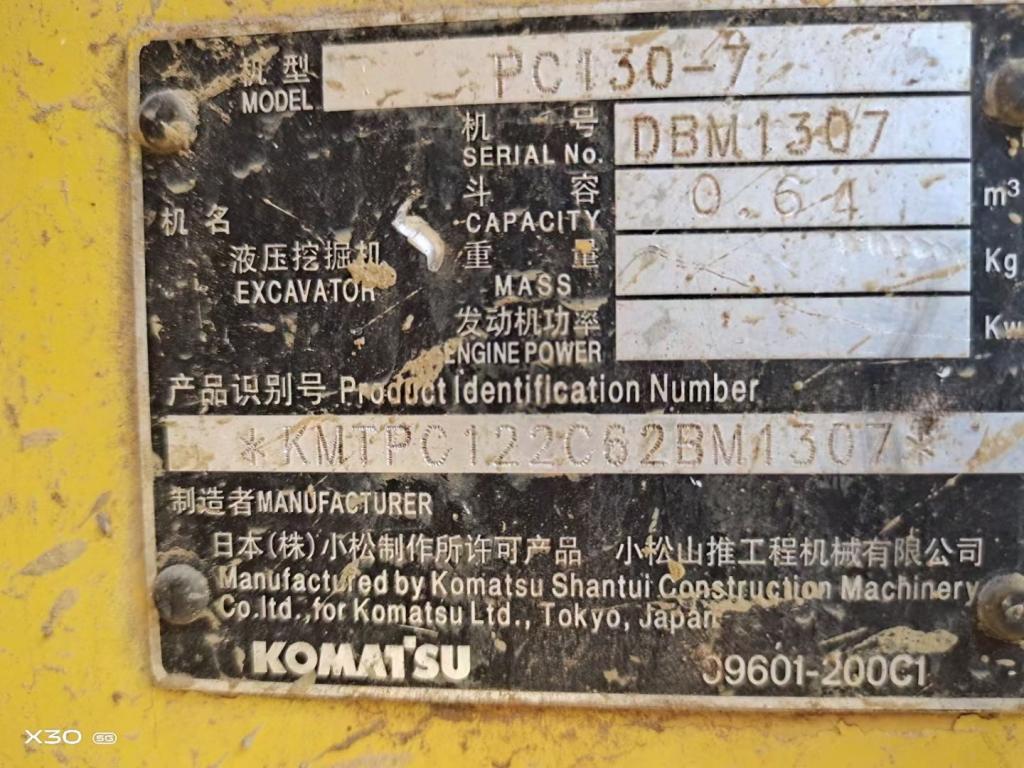 机型 PC130-7
MODEL
机号 DBM1307
SERIAL No.
斗容 0.64 m³
CAPACITY
机名
液压挖掘机
EXCAVATOR
重量 Kg
MASS
发动机功率 Kw
ENGINE POWER
产品识别号 Product Identification Number
*KMTPC122C62BM1307*
制造者MANUFACTURER
日本(株)小松制作所许可产品 小松山推工程机械有限公司
Manufactured by Komatsu Shantui Construction Machinery
Co.ltd.,for Komatsu Ltd., Tokyo, Japan
KOMATSU 09601-200C1
X30 5G